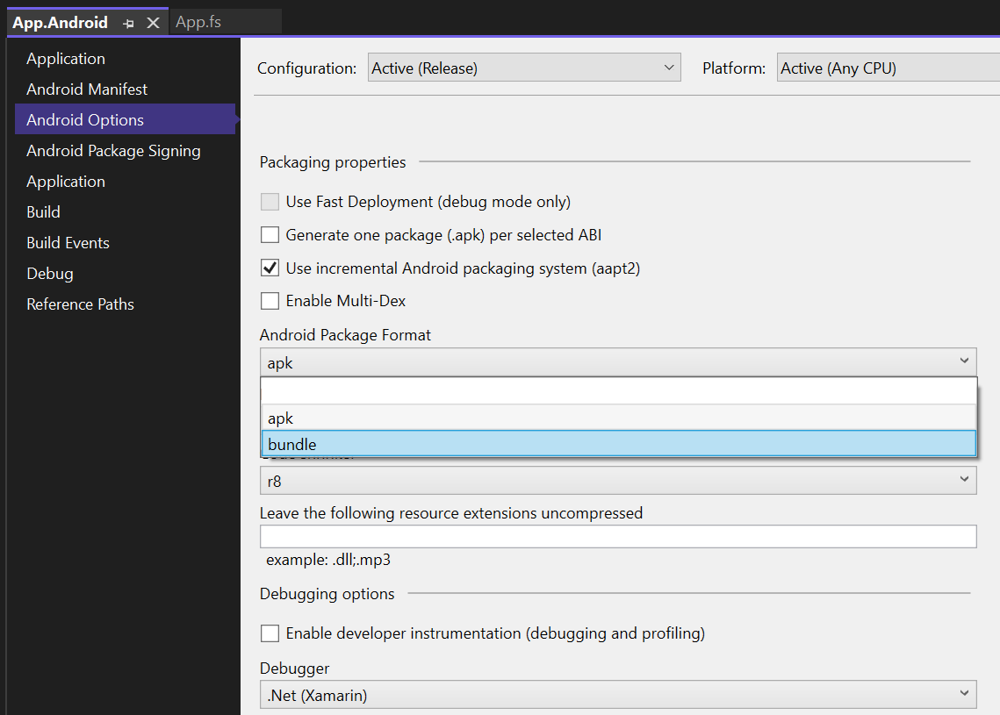 App.Android
App.fs
Application
Android Manifest
Android Options
Android Package Signing
Application
Build
Build Events
Debug
Reference Paths
Configuration: Active (Release) Platform: Active (Any CPU)
Packaging properties
Use Fast Deployment (debug mode only)
Generate one package (.apk) per selected ABI
Use incremental Android packaging system (aapt2)
Enable Multi-Dex
Android Package Format
apk
apk
bundle
r8
Leave the following resource extensions uncompressed
example: .dll;.mp3
Debugging options
Enable developer instrumentation (debugging and profiling)
Debugger
.Net (Xamarin)